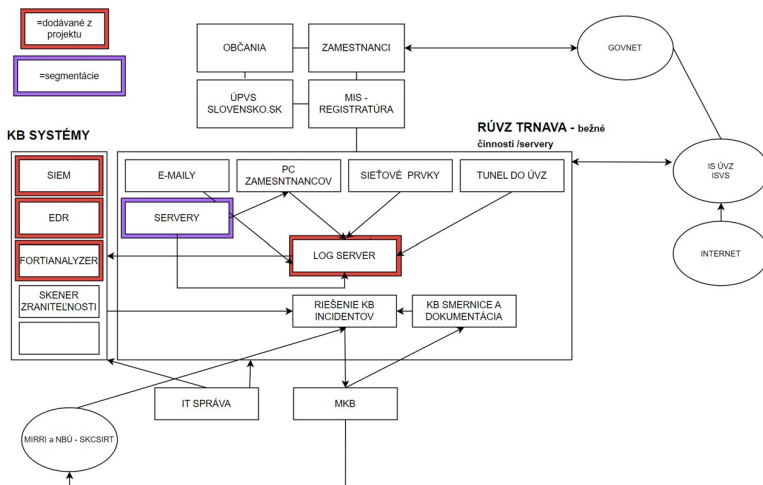 =dodávané z
projektu
=segmentácie
OBČANIA
ZAMESTNANCI
GOVNET
ÚPVS
SLOVENSKO.SK
MIS -
REGISTRATÚRA
KB SYSTÉMY
RÚVZ TRNAVA - bežné
činnosti /servery
SIEM
EDR
FORTIANALYZER
SKENER
ZRANITEĽNOSTI
E-MAILY
PC
ZAMESTNTNANCOV
SIEŤOVÉ PRVKY
TUNEL DO ÚVZ
SERVERY
LOG SERVER
RIEŠENIE KB
INCIDENTOV
KB SMERNICE A
DOKUMENTÁCIA
IS ÚVZ
ISVS
INTERNET
IT SPRÁVA
MKB
MIRRI a NBÚ - SKCSIRT